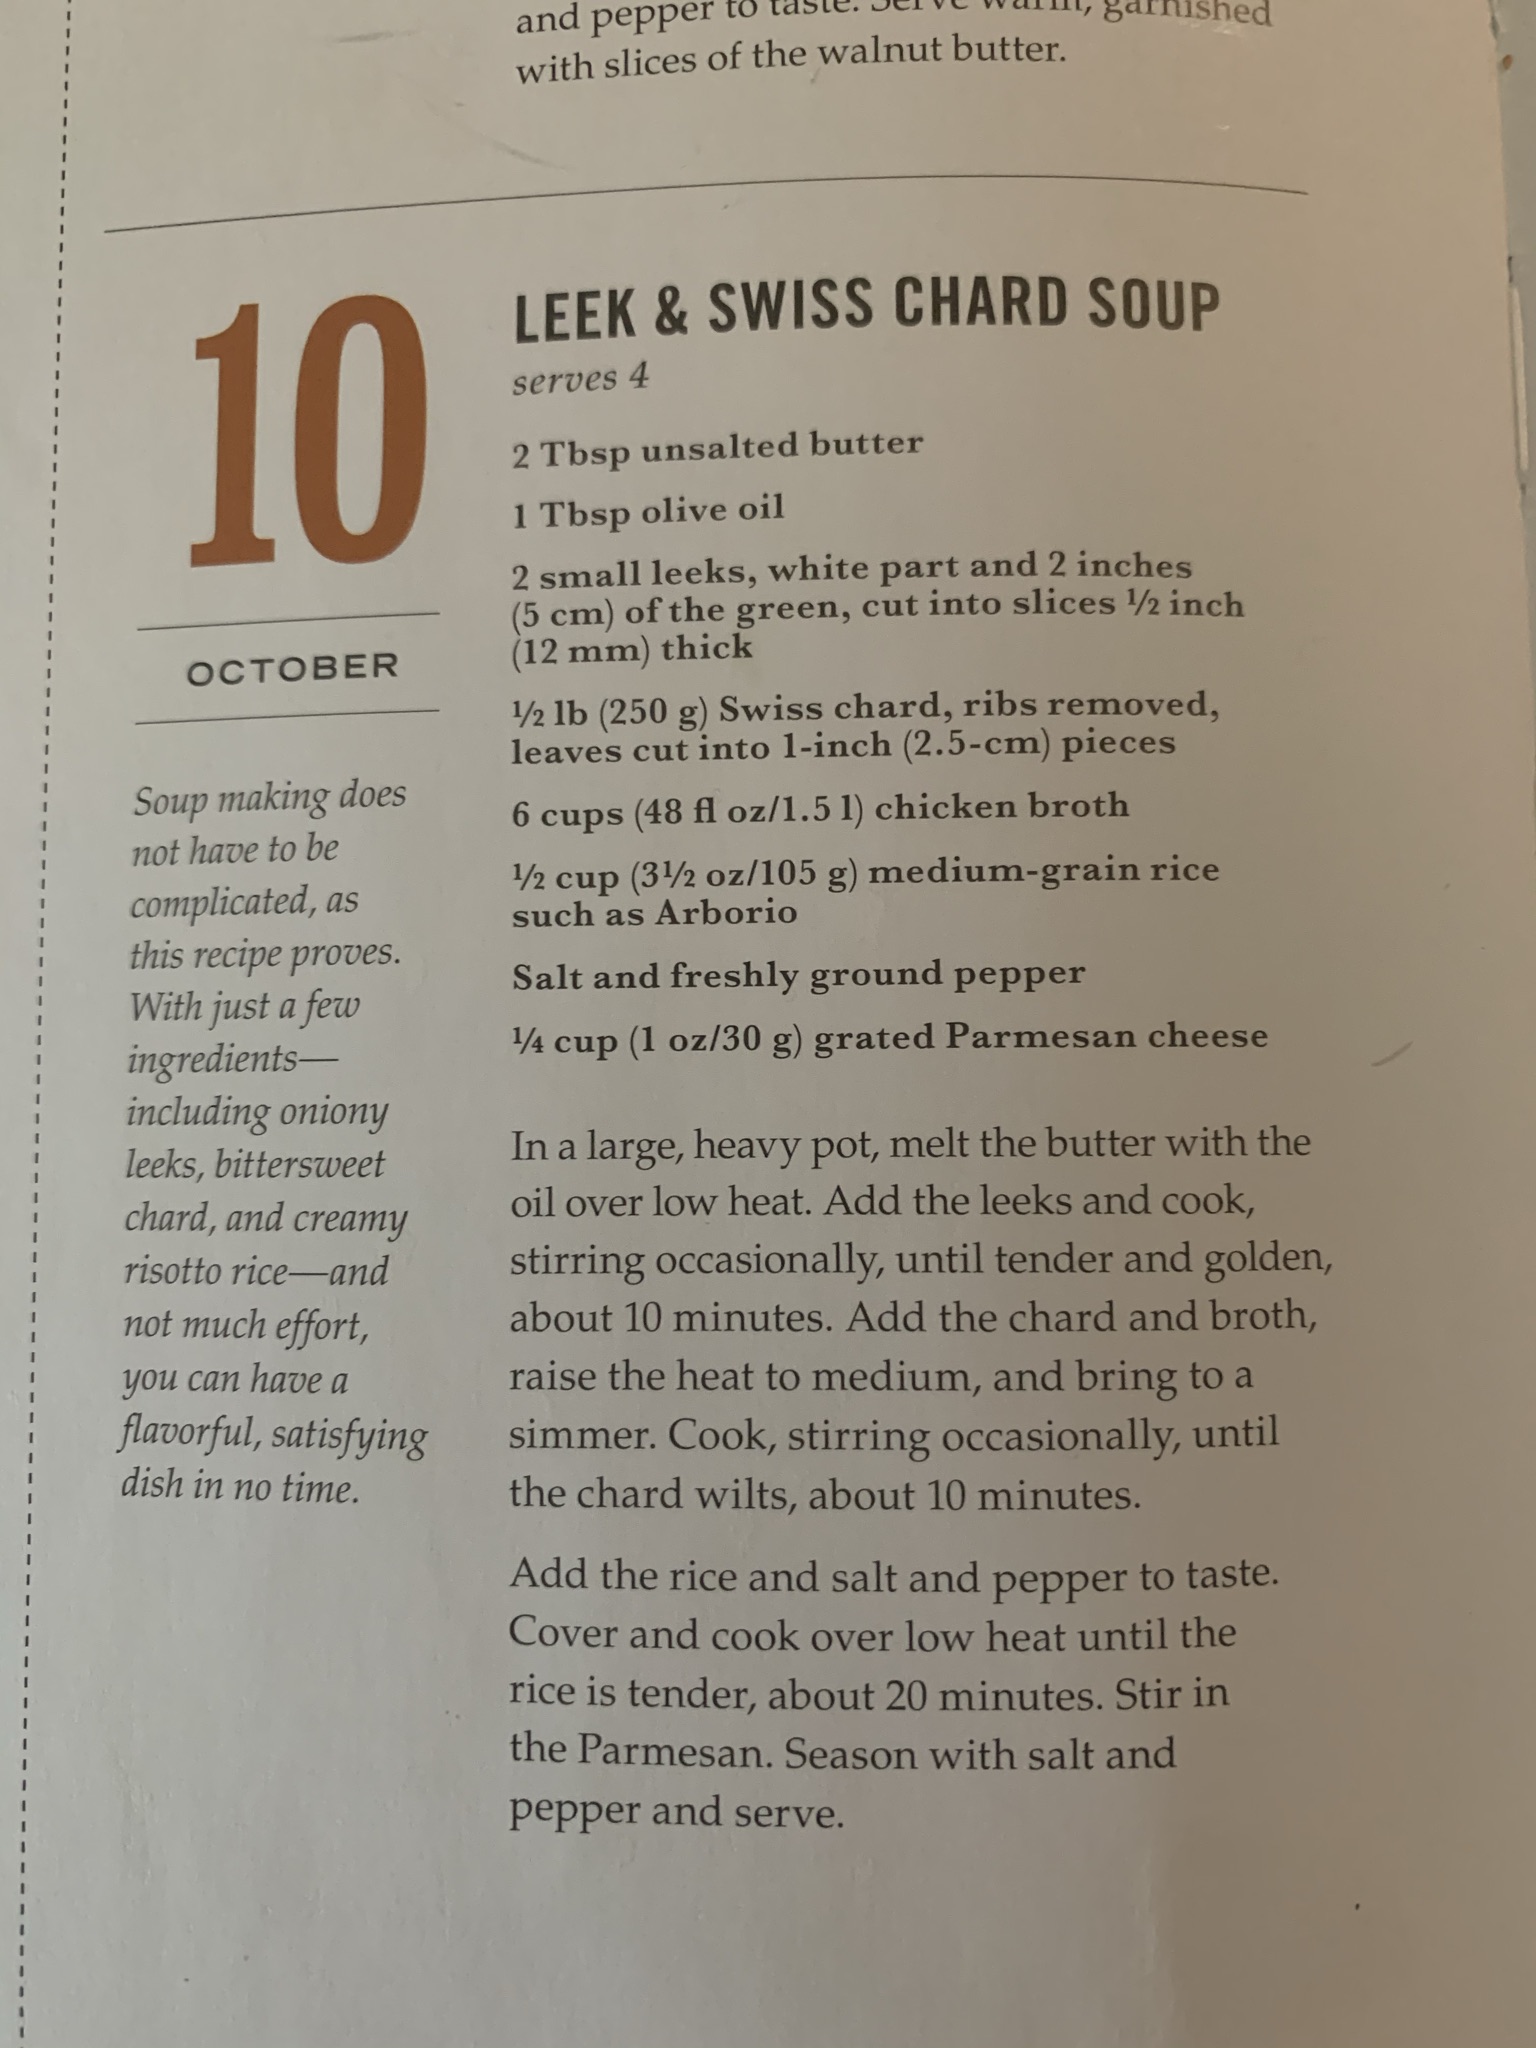 and pepper to taste. Serve warm, garnished
with slices of the walnut butter.
10
OCTOBER
Soup making does
not have to be
complicated, as
this recipe proves.
With just a few
ingredients—
including oniony
leeks, bittersweet
chard, and creamy
risotto rice—and
not much effort,
you can have a
flavorful, satisfying
dish in no time.
LEEK & SWISS CHARD SOUP
serves 4
2 Tbsp unsalted butter
1 Tbsp olive oil
2 small leeks, white part and 2 inches
(5 cm) of the green, cut into slices ½ inch
(12 mm) thick
½ lb (250 g) Swiss chard, ribs removed,
leaves cut into 1-inch (2.5-cm) pieces
6 cups (48 fl oz/1.5 l) chicken broth
½ cup (3½ oz/105 g) medium-grain rice
such as Arborio
Salt and freshly ground pepper
¼ cup (1 oz/30 g) grated Parmesan cheese
In a large, heavy pot, melt the butter with the
oil over low heat. Add the leeks and cook,
stirring occasionally, until tender and golden,
about 10 minutes. Add the chard and broth,
raise the heat to medium, and bring to a
simmer. Cook, stirring occasionally, until
the chard wilts, about 10 minutes.
Add the rice and salt and pepper to taste.
Cover and cook over low heat until the
rice is tender, about 20 minutes. Stir in
the Parmesan. Season with salt and
pepper and serve.